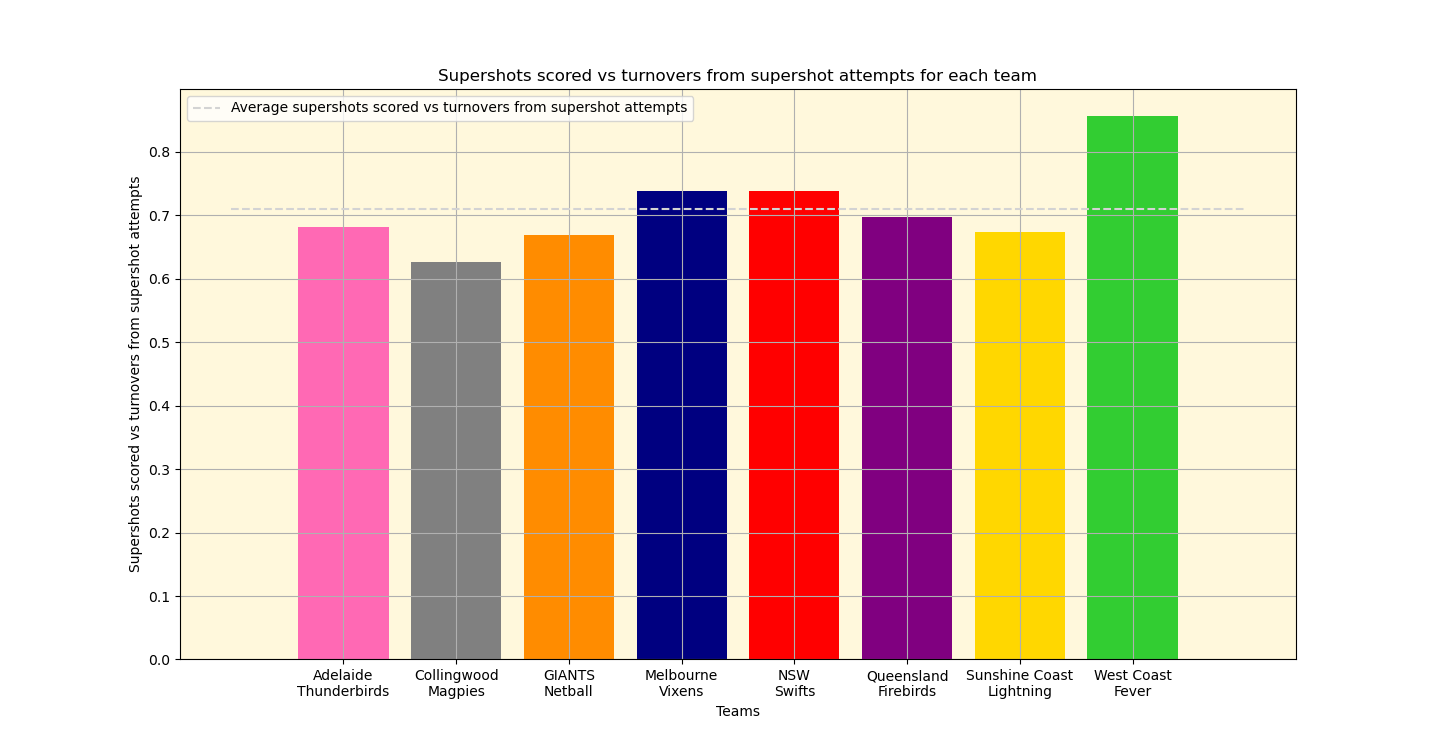 Supershots scored vs turnovers from supershot attempts for each team
Average supershots scored vs turnovers from supershot attempts
Supershots scored vs turnovers from supershot attempts
0.8
0.7
0.6
0.5
0.4
0.3
0.2
0.1
0.0
Adelaide
Thunderbirds
Collingwood
Magpies
GIANTS
Netball
Melbourne
Vixens
NSW
Swifts
Queensland
Firebirds
Sunshine Coast
Lightning
West Coast
Fever
Teams